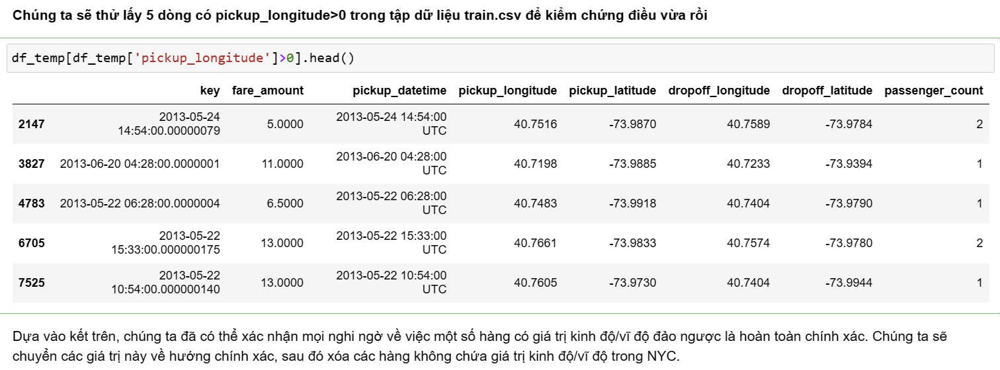 Chúng ta sẽ thử lấy 5 dòng có pickup_longitude>0 trong tập dữ liệu train.csv để kiểm chứng điều vừa rồi
df_temp[df_temp['pickup_longitude']>0].head()
key fare_amount pickup_datetime pickup_longitude pickup_latitude dropoff_longitude dropoff_latitude passenger_count
2147 2013-05-24 14:54:00.00000079 5.0000 2013-05-24 14:54:00 UTC 40.7516 -73.9870 40.7589 -73.9784 2
3827 2013-06-20 04:28:00.0000001 11.0000 2013-06-20 04:28:00 UTC 40.7198 -73.9885 40.7233 -73.9394 1
4783 2013-05-22 06:28:00.0000004 6.5000 2013-05-22 06:28:00 UTC 40.7483 -73.9918 40.7404 -73.9790 1
6705 2013-05-22 15:33:00.000000175 13.0000 2013-05-22 15:33:00 UTC 40.7661 -73.9833 40.7574 -73.9780 2
7525 2013-05-22 10:54:00.000000140 13.0000 2013-05-22 10:54:00 UTC 40.7605 -73.9730 40.7404 -73.9944 1
Dựa vào kết trên, chúng ta đã có thể xác nhận mọi nghi ngờ về việc một số hàng có giá trị kinh độ/vĩ độ đảo ngược là hoàn toàn chính xác. Chúng ta sẽ
chuyển các giá trị này về hướng chính xác, sau đó xóa các hàng không chứa giá trị kinh độ/vĩ độ trong NYC.